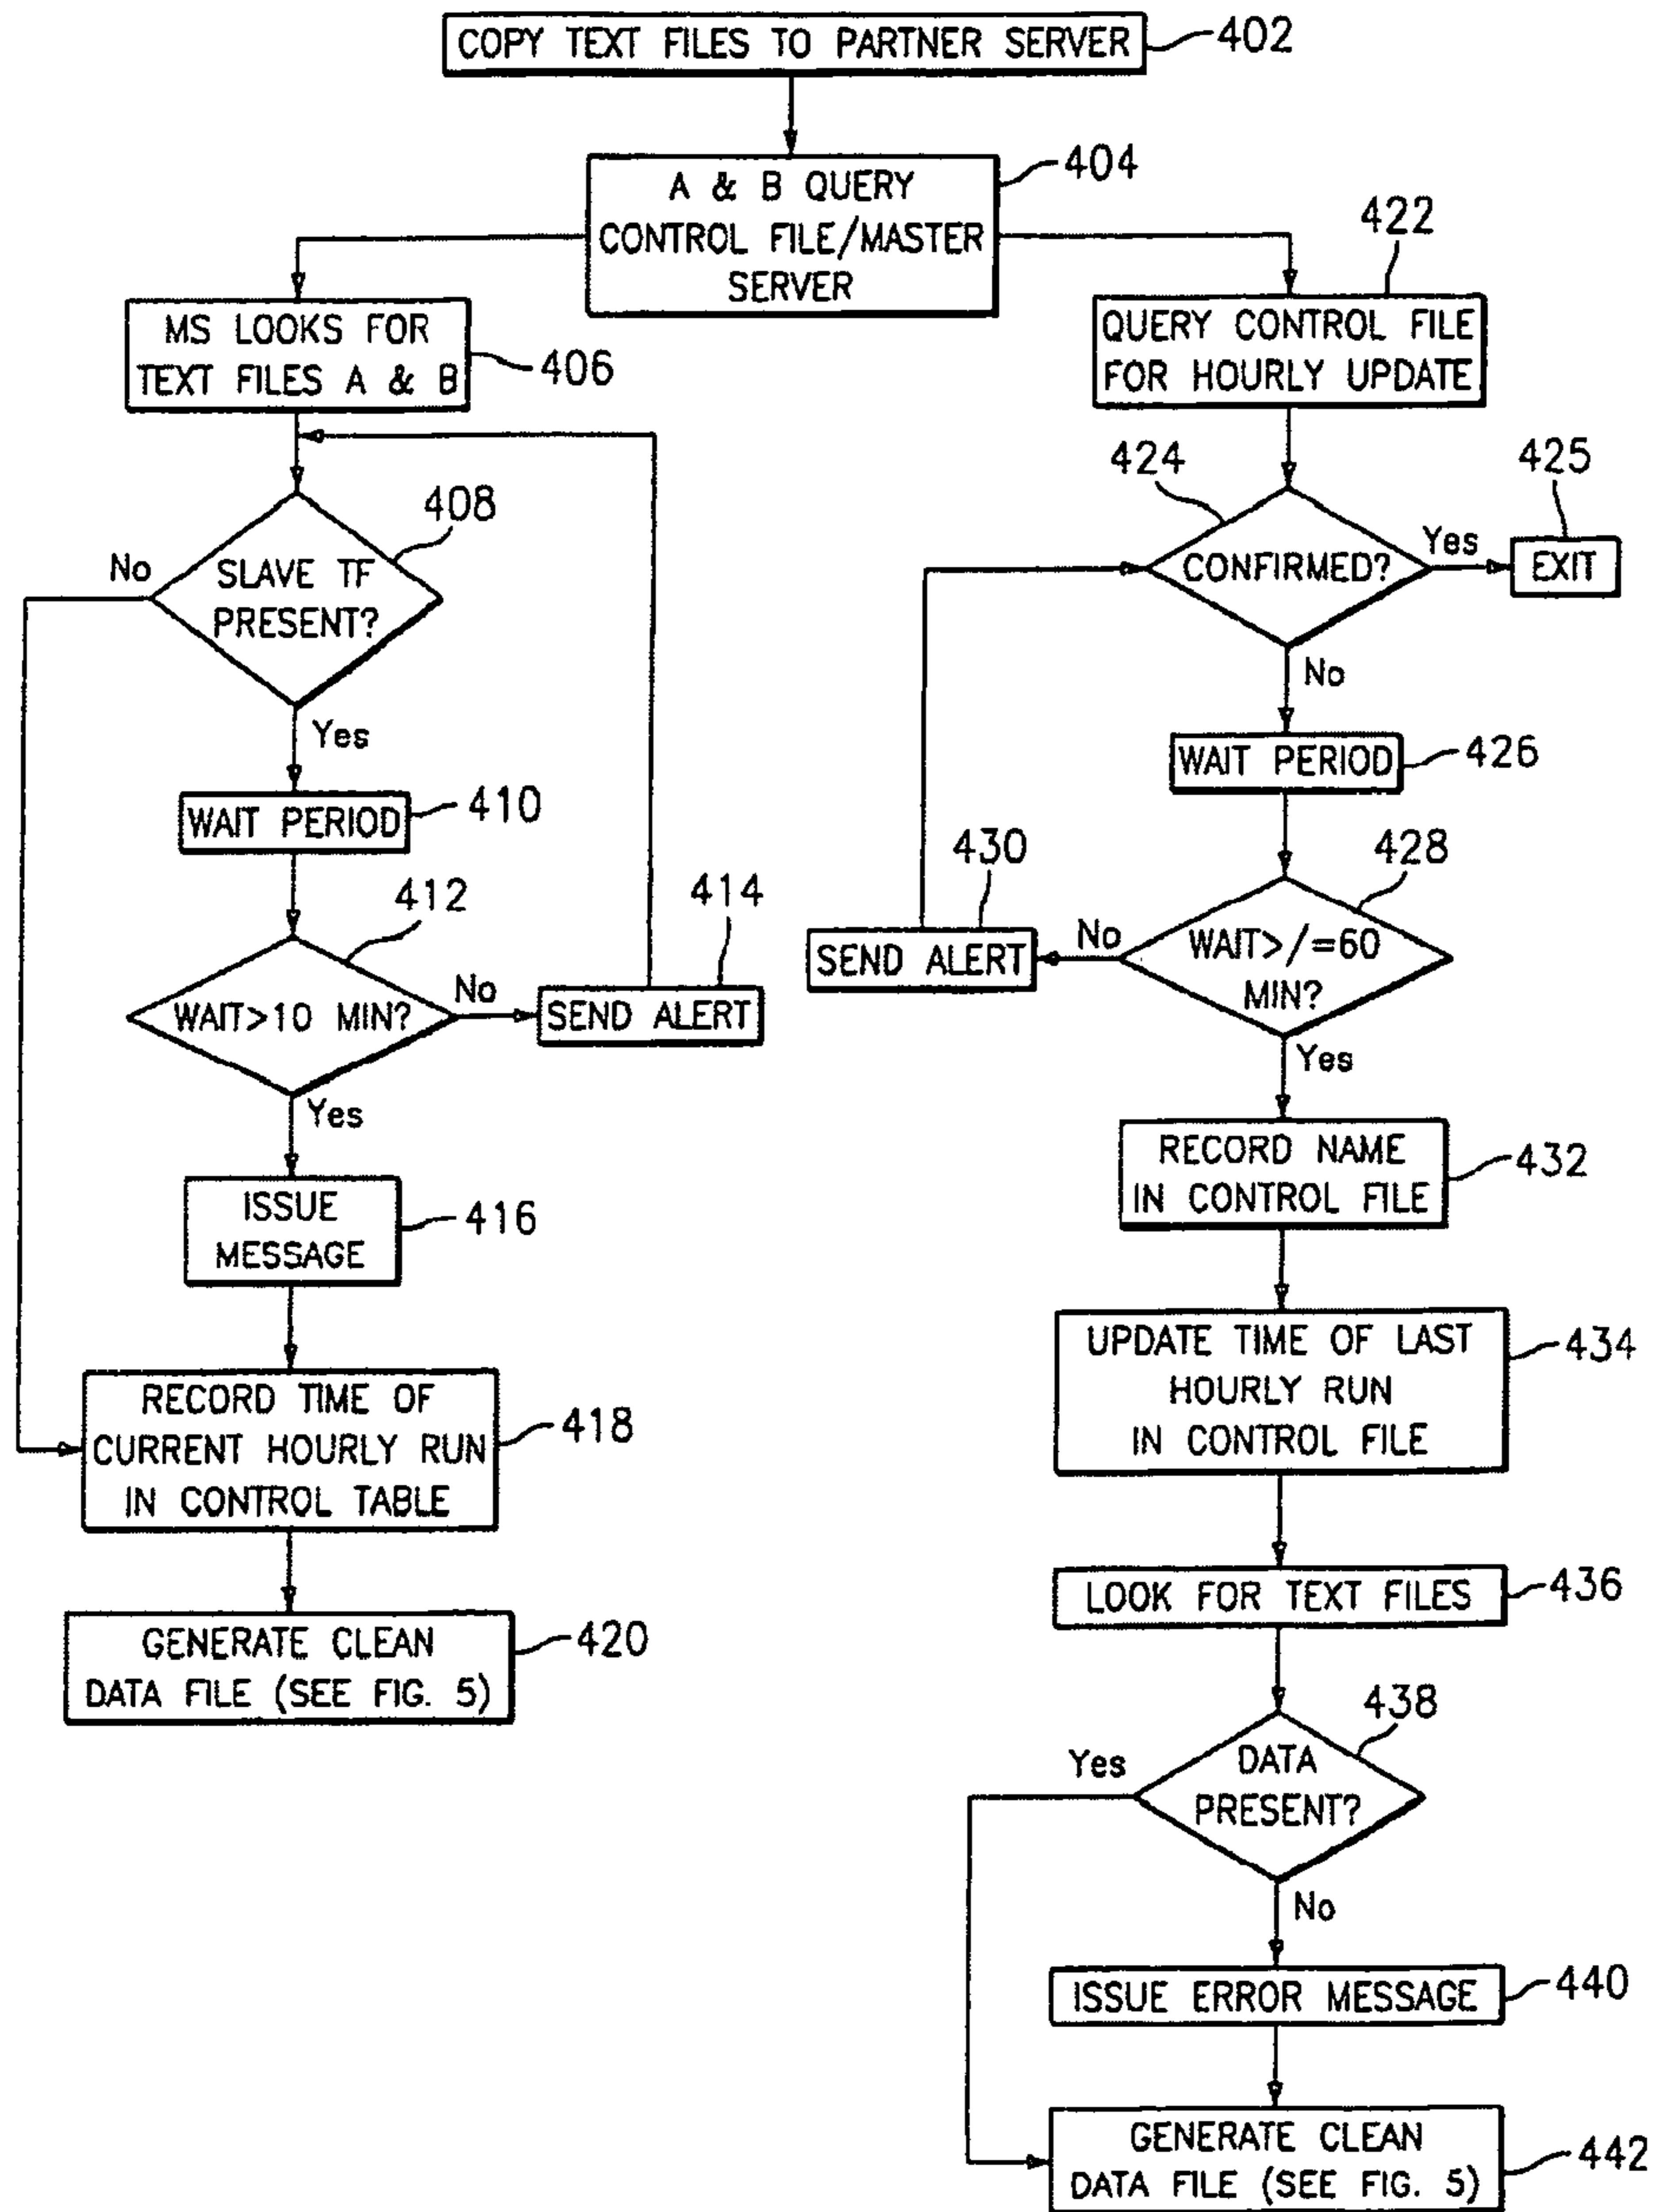 COPY TEXT FILES TO PARTNER SERVER
402
A & B QUERY
CONTROL FILE/MASTER
SERVER
404
MS LOOKS FOR
TEXT FILES A & B
406
SLAVE TF
PRESENT?
408
No
Yes
WAIT PERIOD
410
WAIT>10 MIN?
412
No
SEND ALERT
414
Yes
ISSUE
MESSAGE
416
RECORD TIME OF
CURRENT HOURLY RUN
IN CONTROL TABLE
418
GENERATE CLEAN
DATA FILE (SEE FIG. 5)
420
422
QUERY CONTROL FILE
FOR HOURLY UPDATE
424
CONFIRMED?
Yes
425
EXIT
No
WAIT PERIOD
426
428
WAIT>/=60
MIN?
No
430
SEND ALERT
Yes
RECORD NAME
IN CONTROL FILE
432
UPDATE TIME OF LAST
HOURLY RUN
IN CONTROL FILE
434
LOOK FOR TEXT FILES
436
438
DATA
PRESENT?
Yes
No
ISSUE ERROR MESSAGE
440
GENERATE CLEAN
DATA FILE (SEE FIG. 5)
442